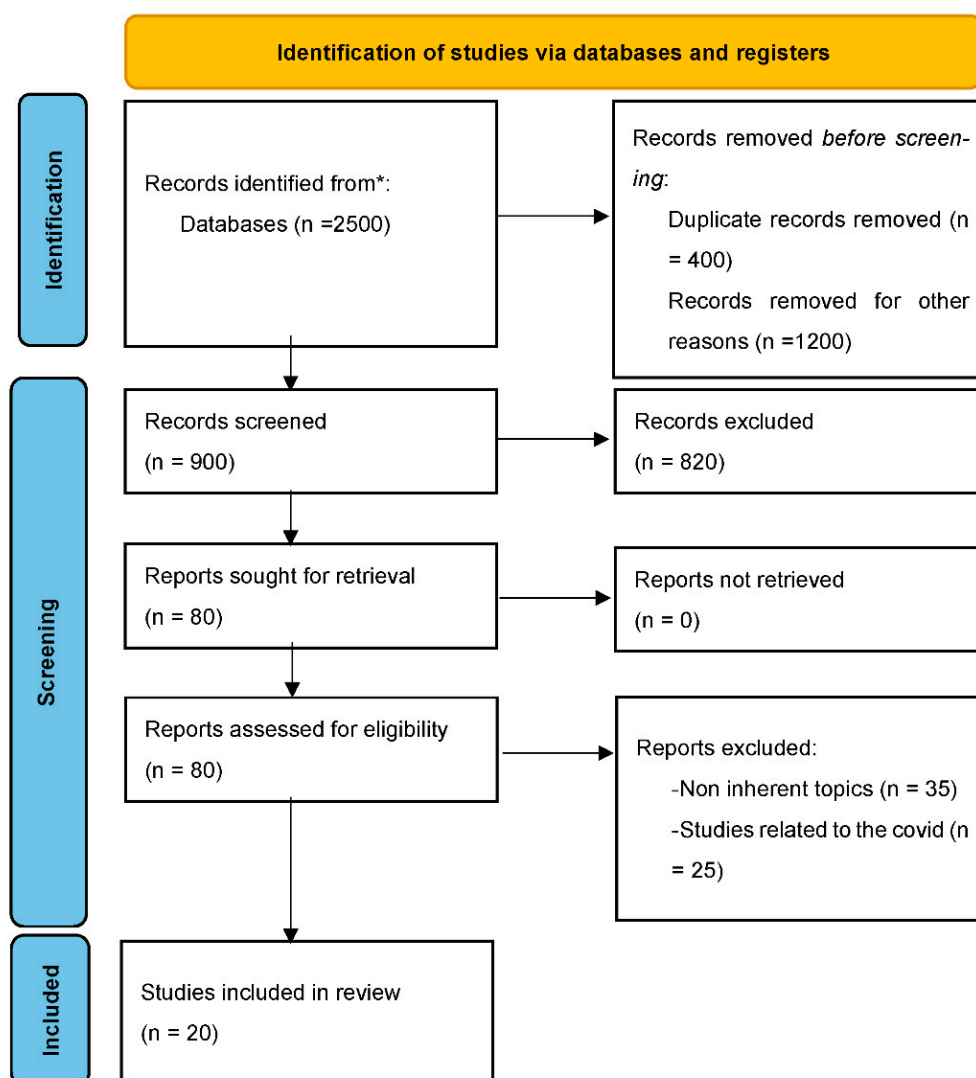 Identification of studies via databases and registers
Identification
Records identified from*:
Databases (n =2500)
Records removed before screen-
ing:
Duplicate records removed (n
= 400)
Records removed for other
reasons (n =1200)
Screening
Records screened
(n = 900)
Records excluded
(n = 820)
Reports sought for retrieval
(n = 80)
Reports not retrieved
(n = 0)
Reports assessed for eligibility
(n = 80)
Reports excluded:
-Non inherent topics (n = 35)
-Studies related to the covid (n
= 25)
Included
Studies included in review
(n = 20)